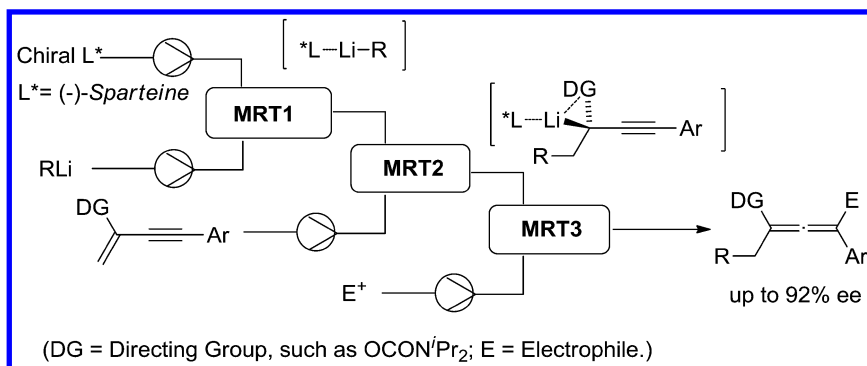 Chiral L*
L*= (-)-Sparteine
*L---Li–R
MRT1
RLi
DG
Ar
MRT2
DG
*L---Li
Ar
R
MRT3
E⁺
DG
E
R
Ar
up to 92% ee
(DG = Directing Group, such as OCONⁱPr₂; E = Electrophile.)